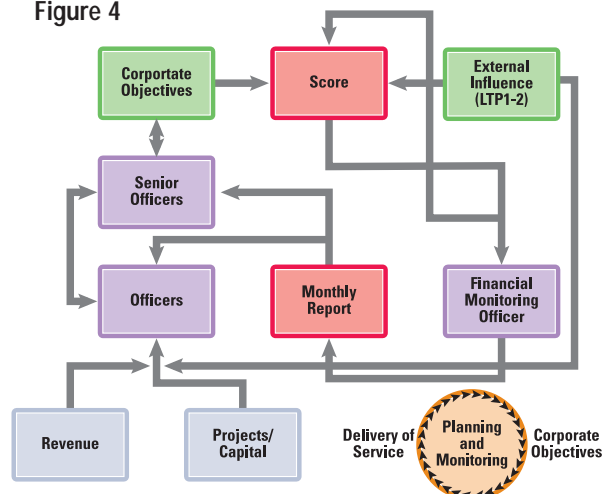 Figure 4
Corportate
Objectives
Score
External
Influence
(LTP1-2)
Senior
Officers
Officers
Monthly
Report
Financial
Monitoring
Officer
Revenue
Projects/
Capital
Delivery of
Service
Planning
and
Monitoring
Corporate
Objectives